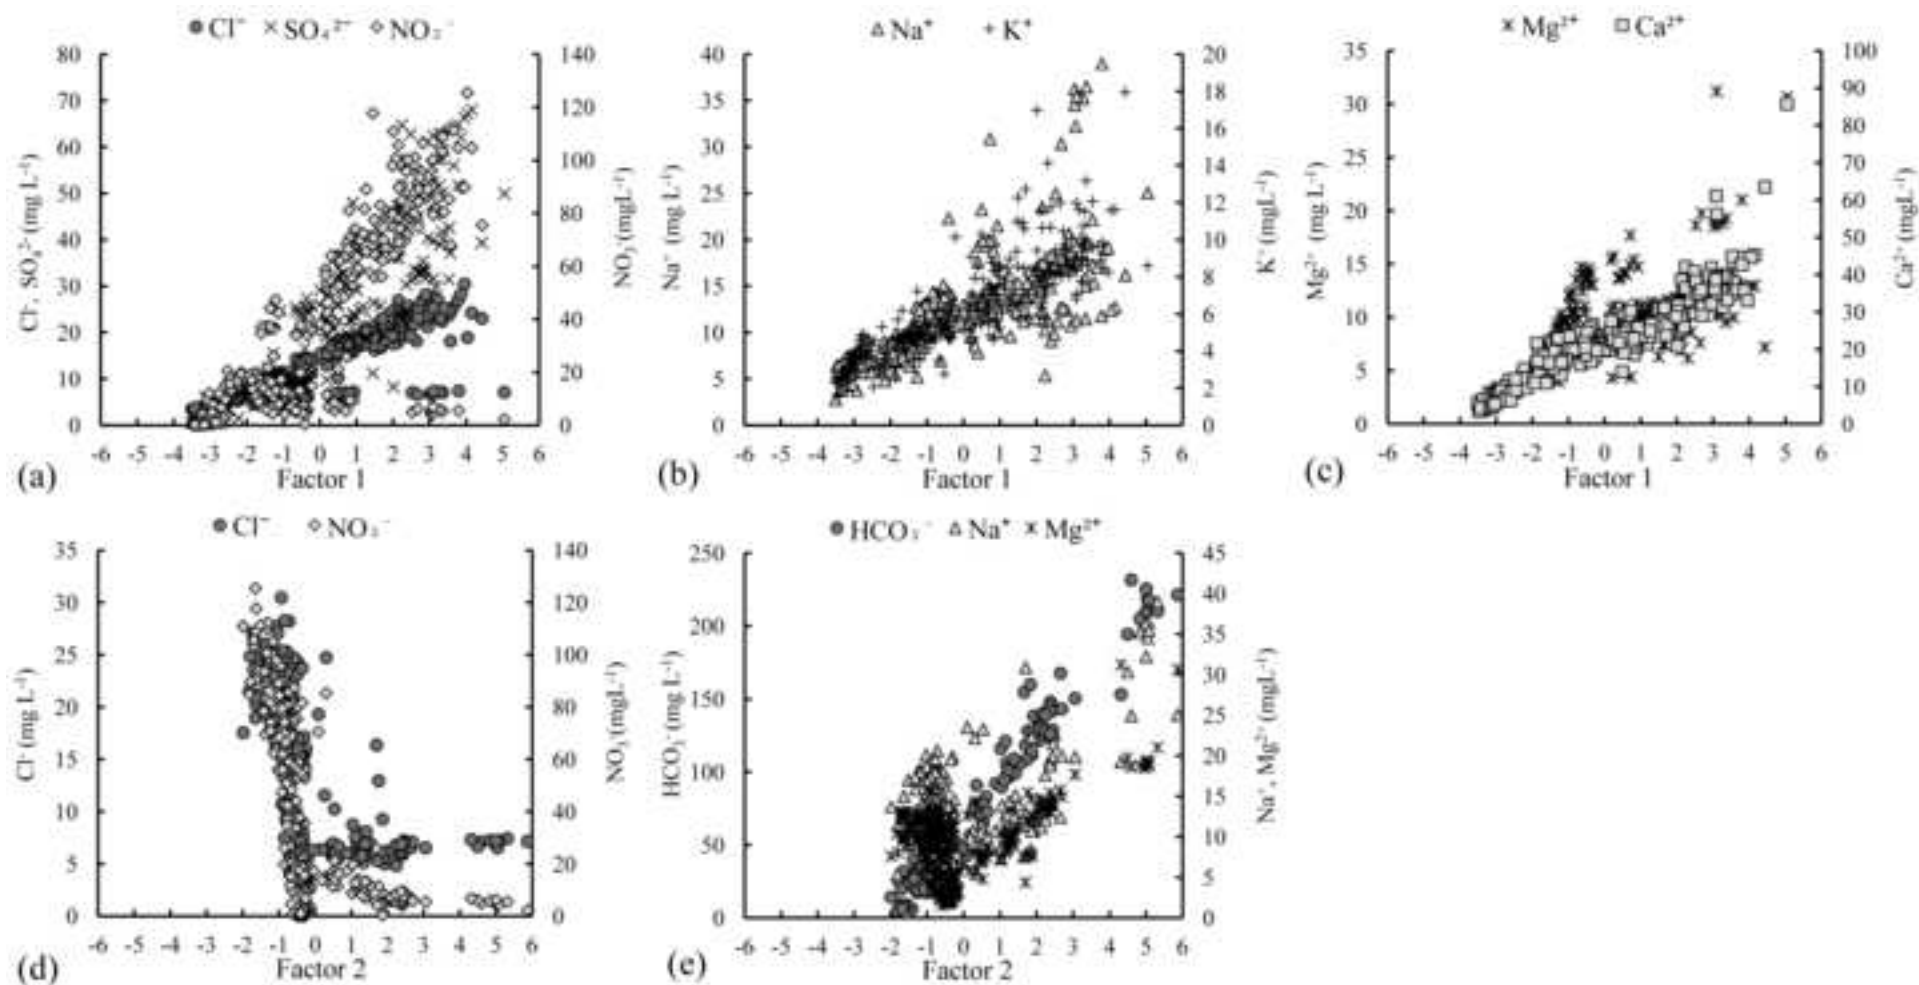 Cl⁻ SO₄²⁻ NO₃⁻
80 70 60 50 40 30 20 10 0
140 120 100 80 60 40 20 0
Cl⁻, SO₄²⁻ (mg L⁻¹)
NO₃⁻(mgL⁻¹)
-6 -5 -4 -3 -2 -1 0 1 2 3 4 5 6
Factor 1
(a)
Na⁺ K⁺
40 35 30 25 20 15 10 5 0
20 18 16 14 12 10 8 6 4 2 0
Na⁺ (mg L⁻¹)
K⁺ (mgL⁻¹)
-6 -5 -4 -3 -2 -1 0 1 2 3 4 5 6
Factor 1
(b)
Mg²⁺ Ca²⁺
35 30 25 20 15 10 5 0
100 90 80 70 60 50 40 30 20 10 0
Mg²⁺ (mg L⁻¹)
Ca²⁺ (mgL⁻¹)
-6 -5 -4 -3 -2 -1 0 1 2 3 4 5 6
Factor 1
(c)
Cl⁻ NO₃⁻
35 30 25 20 15 10 5 0
140 120 100 80 60 40 20 0
Cl⁻ (mg L⁻¹)
NO₃⁻(mgL⁻¹)
-6 -5 -4 -3 -2 -1 0 1 2 3 4 5 6
Factor 2
(d)
HCO₃⁻ Na⁺ Mg²⁺
250 200 150 100 50 0
45 40 35 30 25 20 15 10 5 0
HCO₃⁻ (mg L⁻¹)
Na⁺, Mg²⁺ (mgL⁻¹)
-6 -5 -4 -3 -2 -1 0 1 2 3 4 5 6
Factor 2
(e)